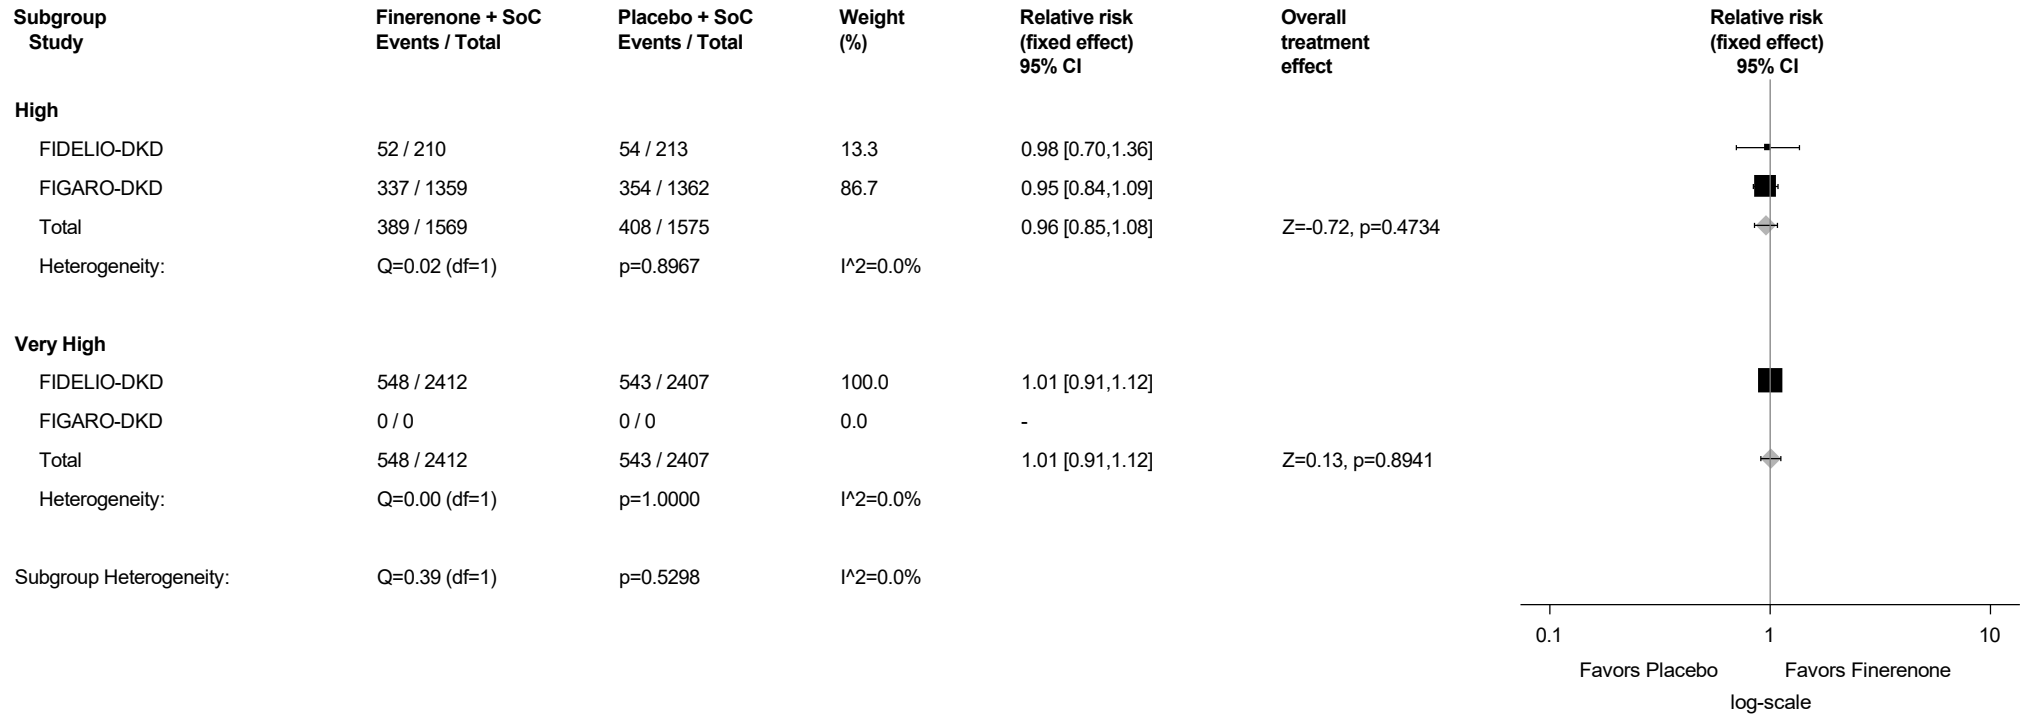 Subgroup Finerenone + SoC Placebo + SoC Weight Relative risk Overall Relative risk
Study Events / Total Events / Total (%) (fixed effect) treatment (fixed effect)
95% CI effect 95% CI
High
FIDELIO-DKD 52 / 210 54 / 213 13.3 0.98 [0.70,1.36]
FIGARO-DKD 337 / 1359 354 / 1362 86.7 0.95 [0.84,1.09]
Total 389 / 1569 408 / 1575 0.96 [0.85,1.08] Z=-0.72, p=0.4734
Heterogeneity: Q=0.02 (df=1) p=0.8967 I^2=0.0%
Very High
FIDELIO-DKD 548 / 2412 543 / 2407 100.0 1.01 [0.91,1.12]
FIGARO-DKD 0 / 0 0 / 0 0.0 -
Total 548 / 2412 543 / 2407 1.01 [0.91,1.12] Z=0.13, p=0.8941
Heterogeneity: Q=0.00 (df=1) p=1.0000 I^2=0.0%
Subgroup Heterogeneity: Q=0.39 (df=1) p=0.5298 I^2=0.0%
0.1 1 10
Favors Placebo Favors Finerenone
log-scale